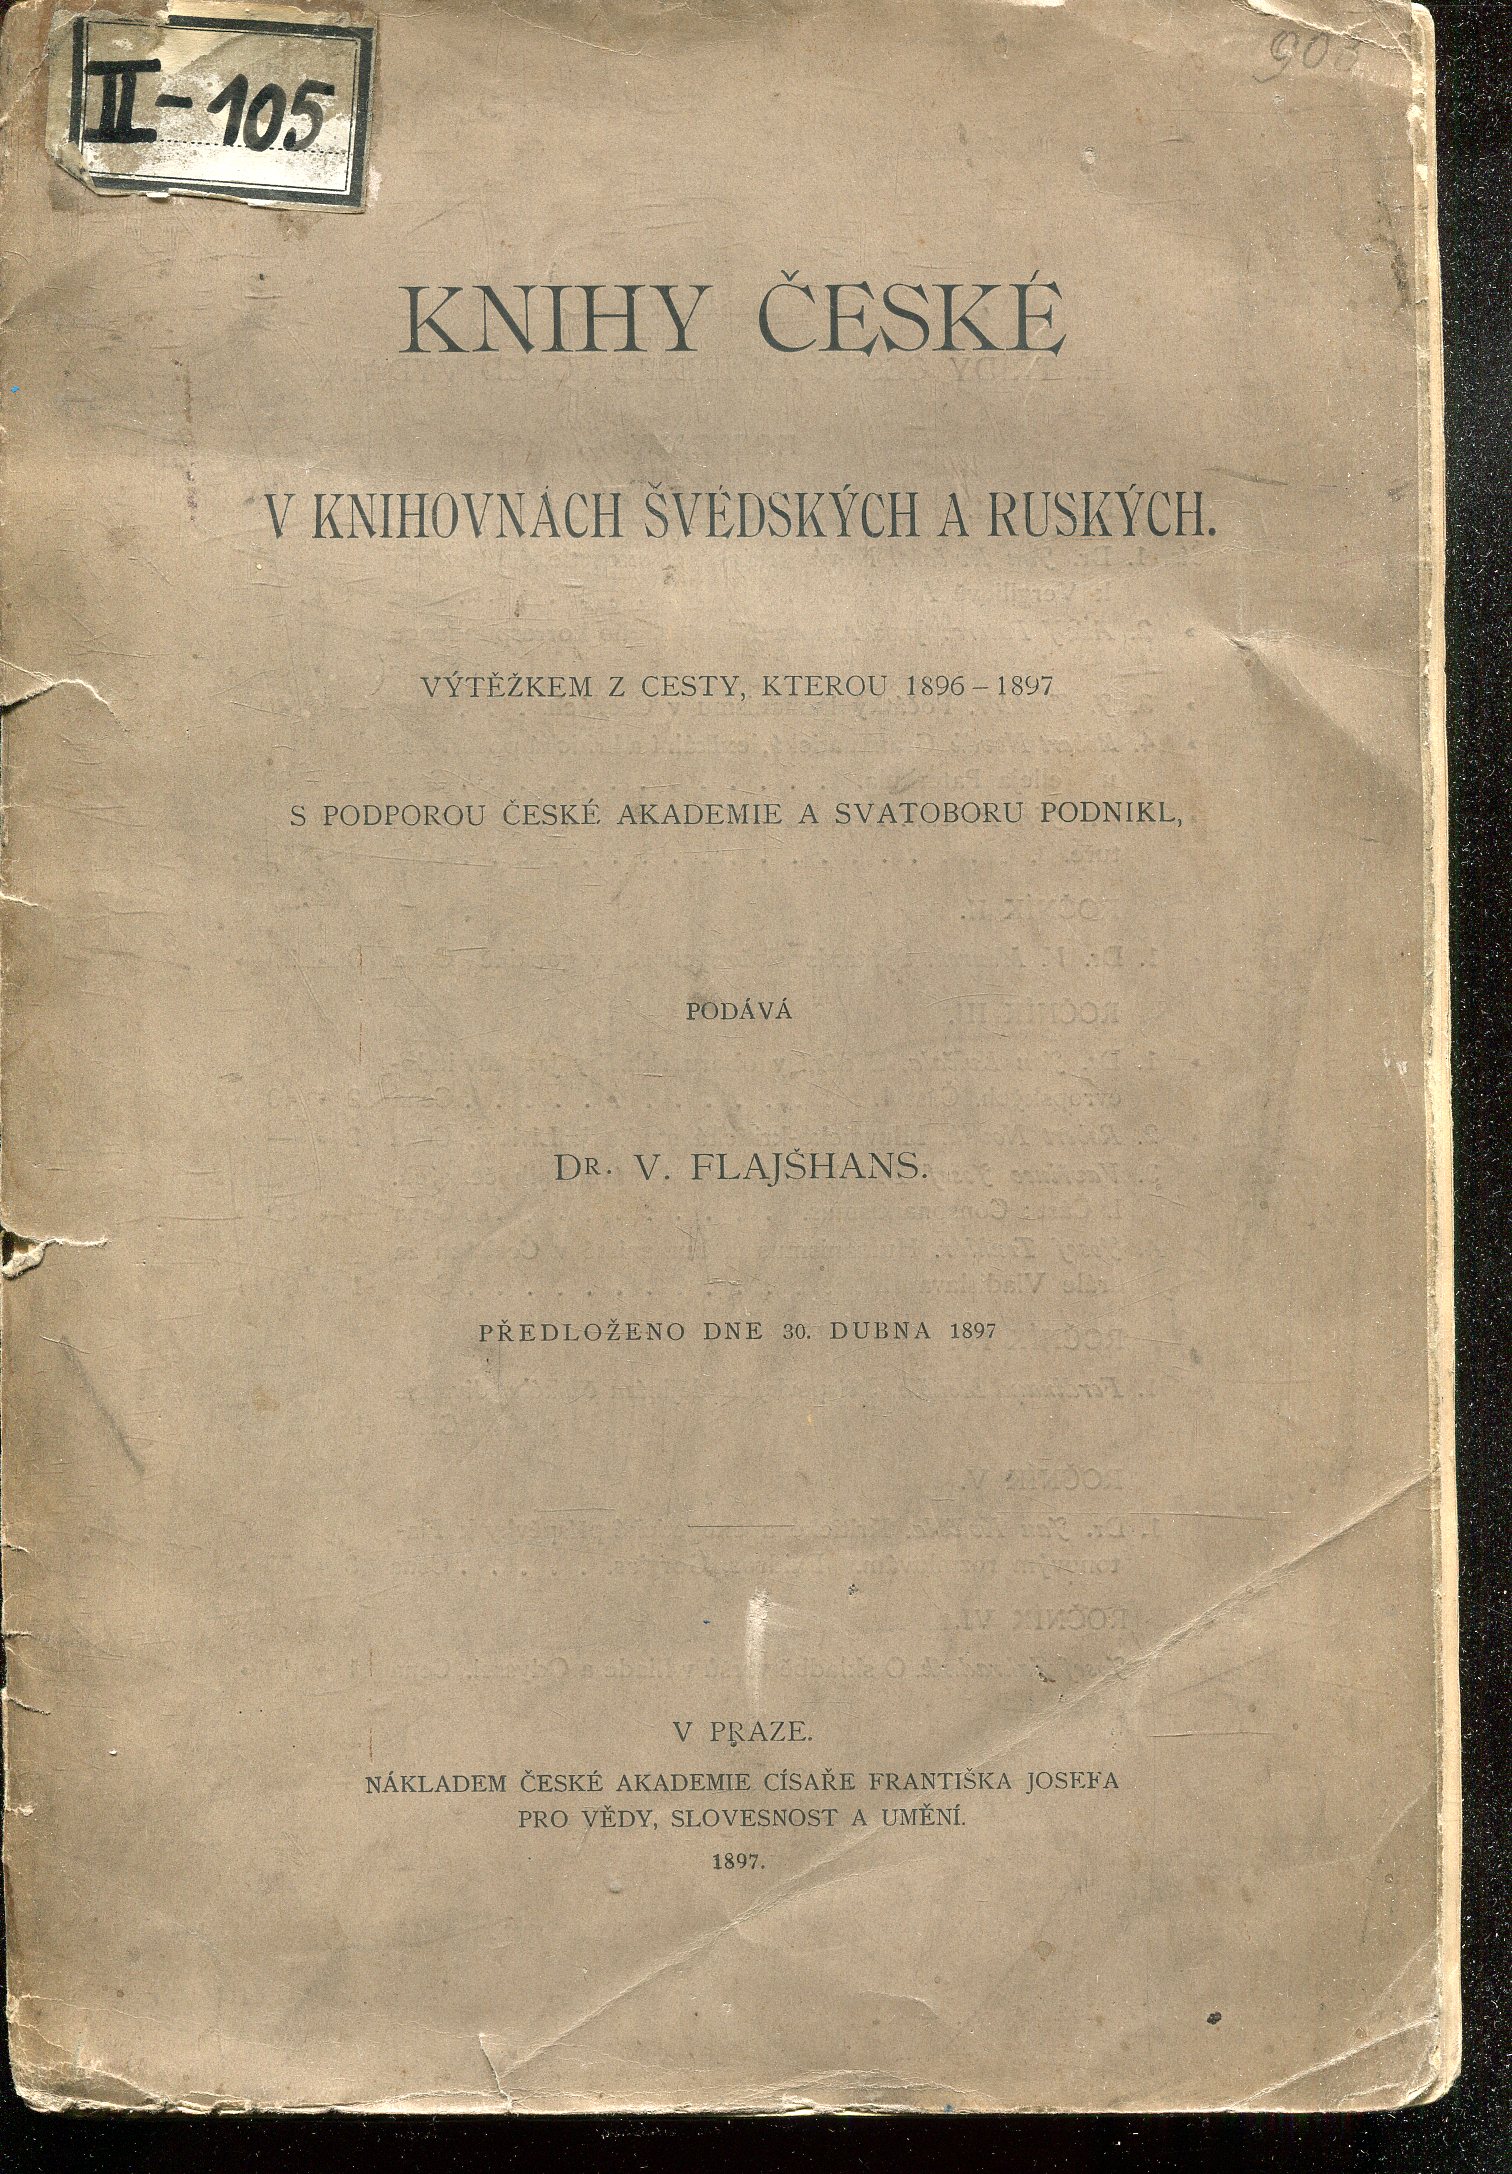 II-105
903
KNIHY ČESKÉ
V KNIHOVNÁCH ŠVÉDSKÝCH A RUSKÝCH.
VÝTĚŽKEM Z CESTY, KTEROU 1896 – 1897
S PODPOROU ČESKÉ AKADEMIE A SVATOBORU PODNIKL,
PODÁVÁ
DR. V. FLAJŠHANS.
PŘEDLOŽENO DNE 30. DUBNA 1897
V PRAZE.
NÁKLADEM ČESKÉ AKADEMIE CÍSAŘE FRANTIŠKA JOSEFA
PRO VĚDY, SLOVESNOST A UMĚNÍ.
1897.